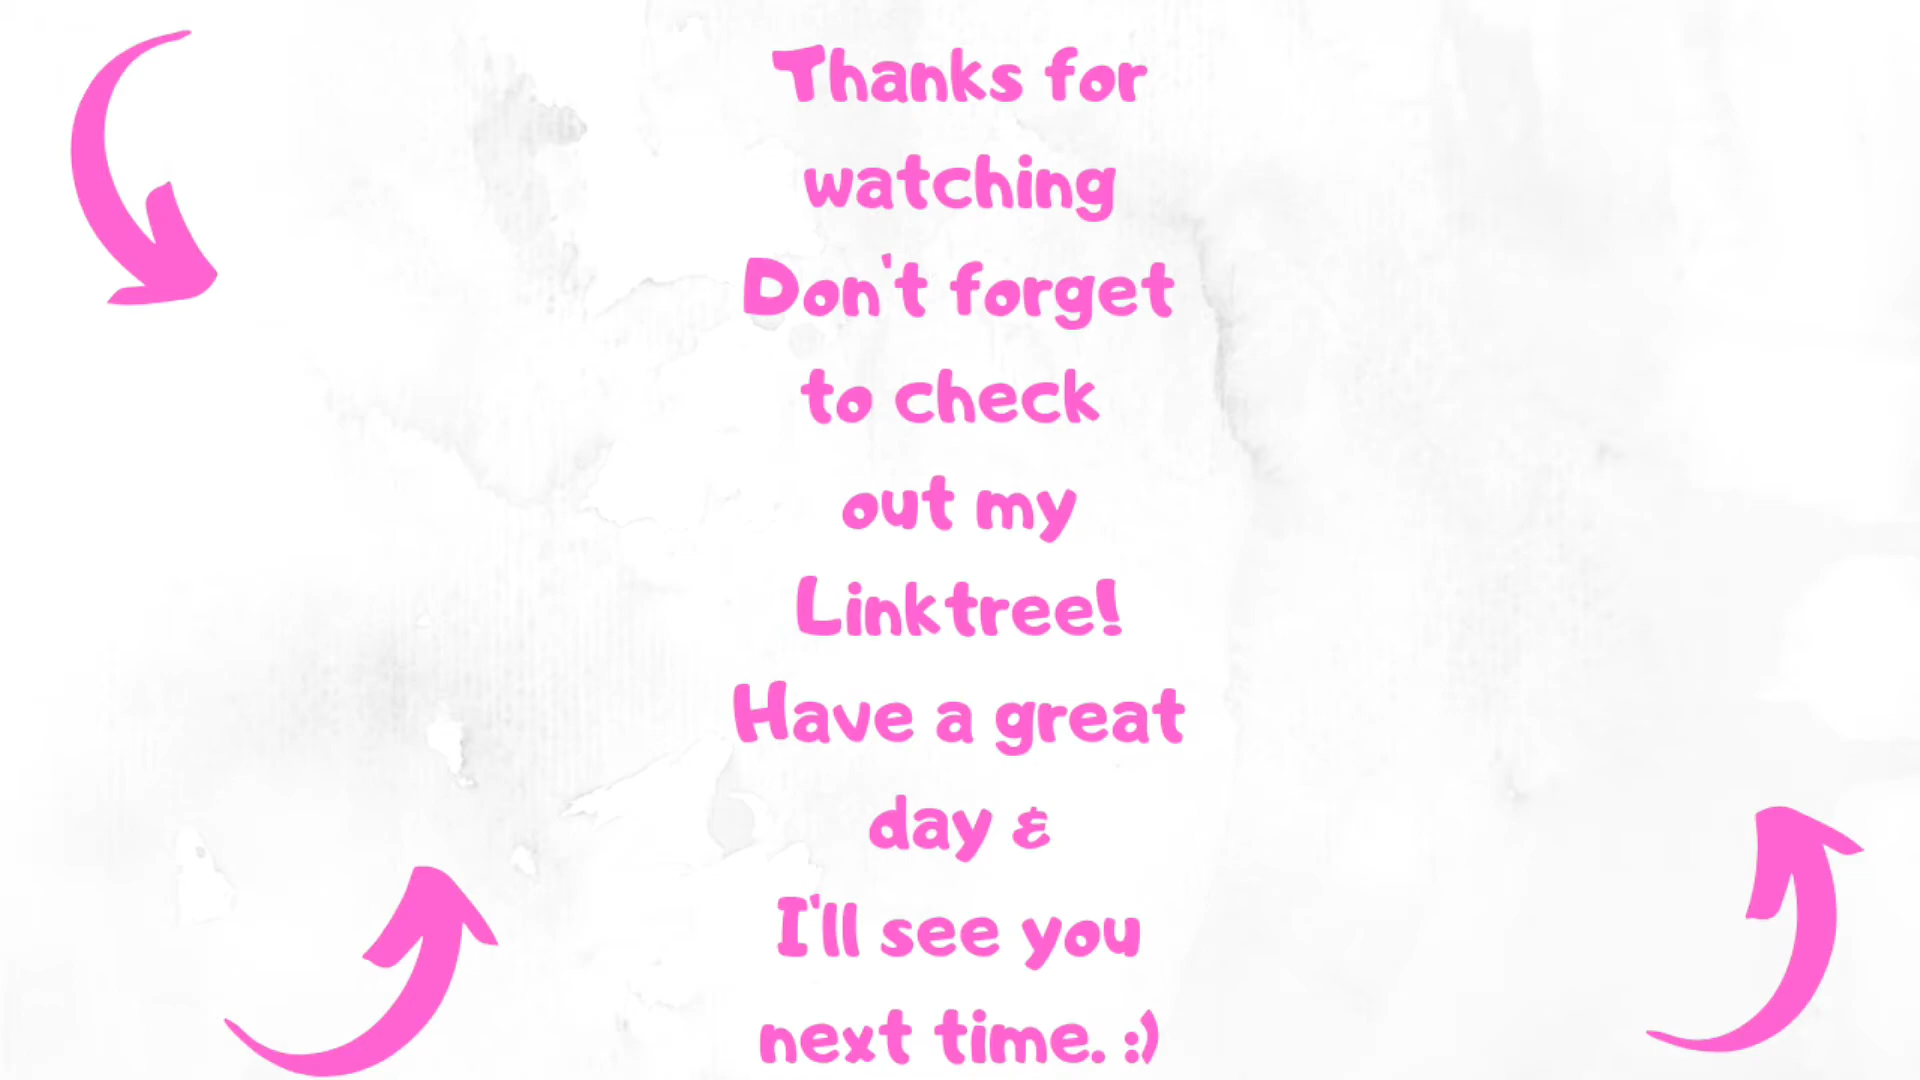 Thanks for
watching
Don't forget
to check
out my
Linktree!
Have a great
day &
I'll see you
next time. :)